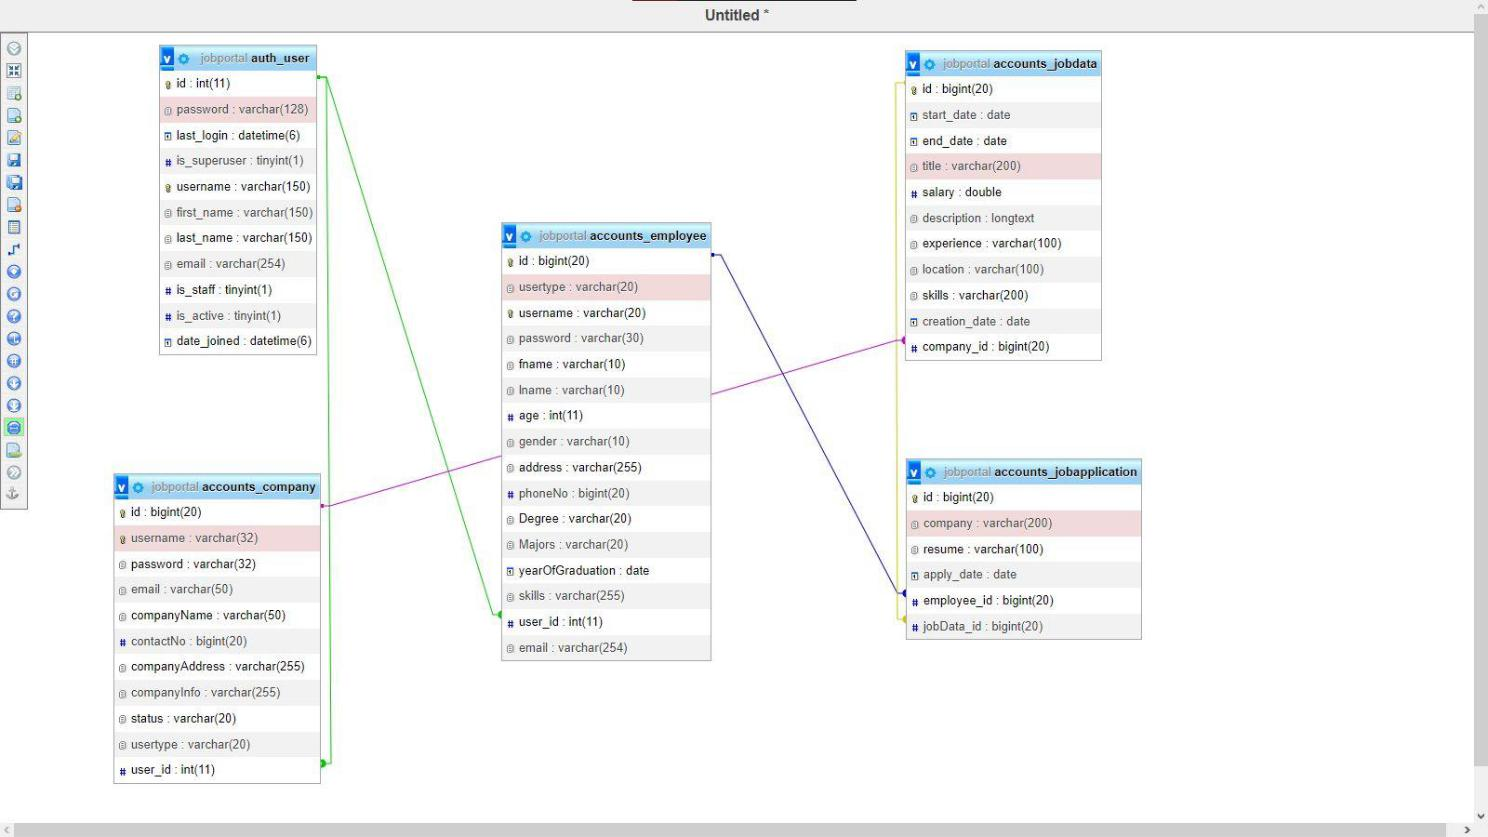 Untitled *
v jobportal auth_user
id : int(11)
password : varchar(128)
last_login : datetime(6)
# is_superuser : tinyint(1)
username : varchar(150)
first_name : varchar(150)
last_name : varchar(150)
email : varchar(254)
# is_staff : tinyint(1)
# is_active : tinyint(1)
date_joined : datetime(6)
v jobportal accounts_company
id : bigint(20)
username : varchar(32)
password : varchar(32)
email : varchar(50)
companyName : varchar(50)
# contactNo : bigint(20)
companyAddress : varchar(255)
companyInfo : varchar(255)
status : varchar(20)
usertype : varchar(20)
# user_id : int(11)
v jobportal accounts_employee
id : bigint(20)
usertype : varchar(20)
username : varchar(20)
password : varchar(30)
fname : varchar(10)
lname : varchar(10)
# age : int(11)
gender : varchar(10)
address : varchar(255)
# phoneNo : bigint(20)
Degree : varchar(20)
Majors : varchar(20)
yearOfGraduation : date
skills : varchar(255)
# user_id : int(11)
email : varchar(254)
v jobportal accounts_jobdata
id : bigint(20)
start_date : date
end_date : date
title : varchar(200)
# salary : double
description : longtext
experience : varchar(100)
location : varchar(100)
skills : varchar(200)
creation_date : date
# company_id : bigint(20)
v jobportal accounts_jobapplication
id : bigint(20)
company : varchar(200)
resume : varchar(100)
apply_date : date
# employee_id : bigint(20)
# jobData_id : bigint(20)